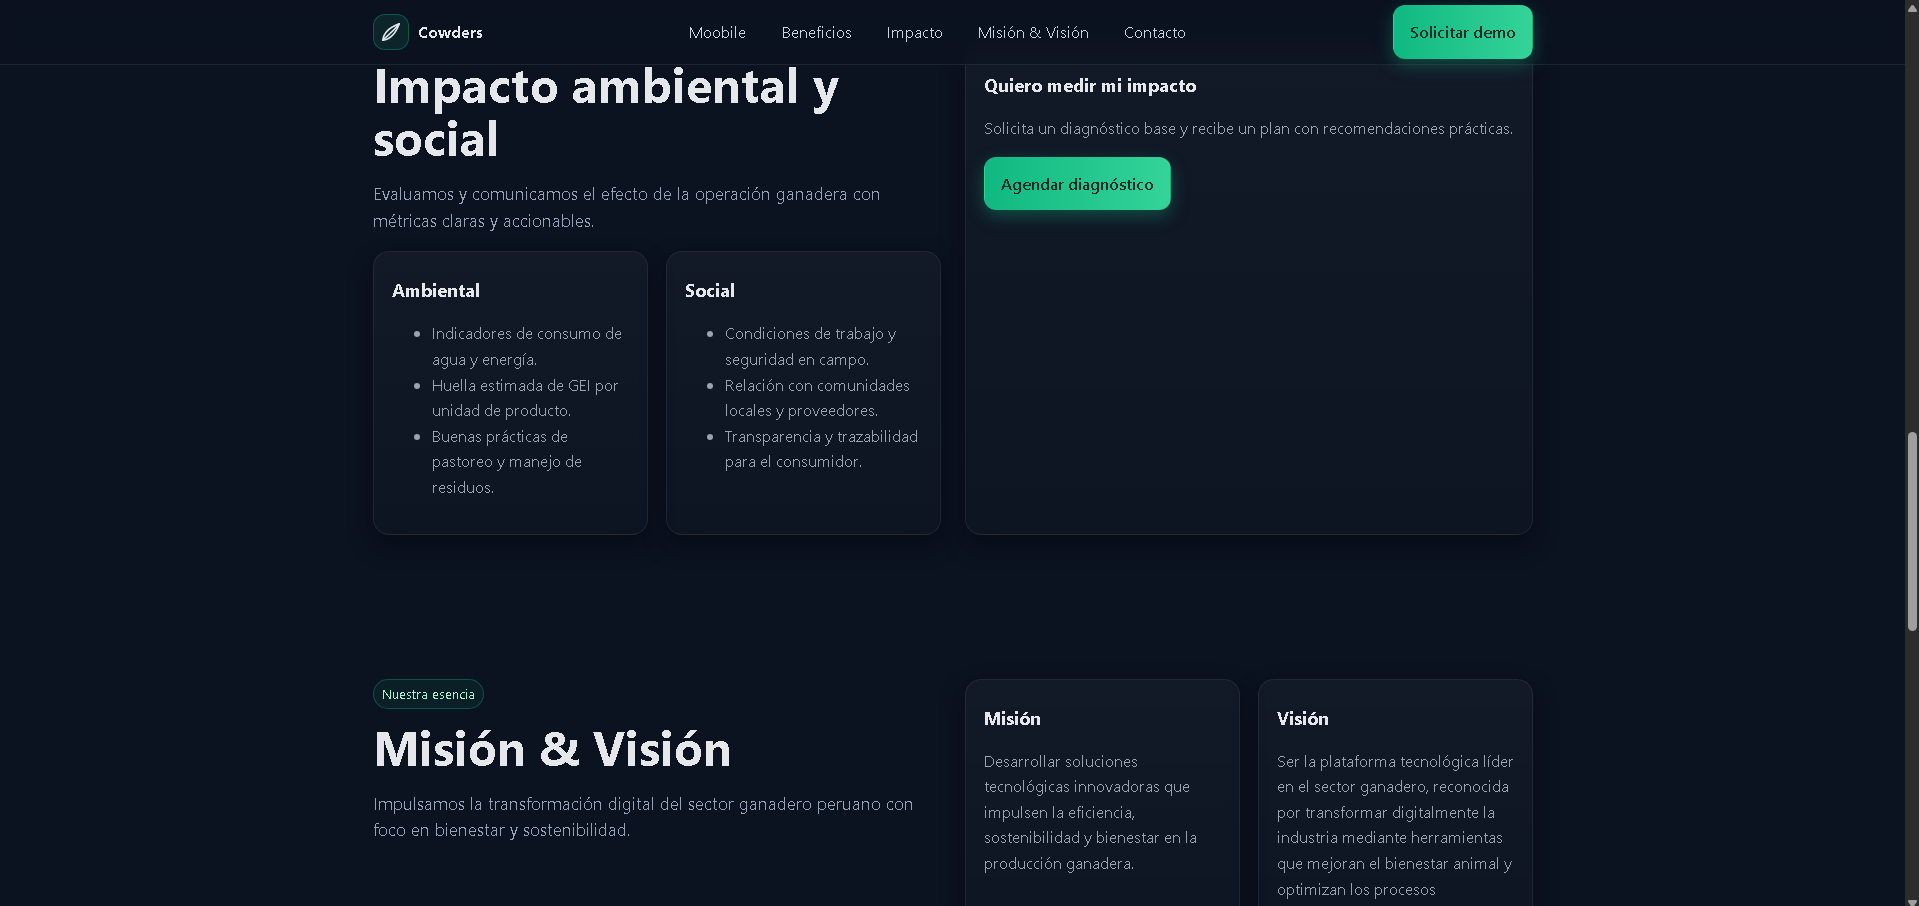 Cowders
Moobile
Beneficios
Impacto
Misión & Visión
Contacto
Solicitar demo
Impacto ambiental y
social
Evaluamos y comunicamos el efecto de la operación ganadera con
métricas claras y accionables.
Ambiental
Indicadores de consumo de
agua y energía.
Huella estimada de GEI por
unidad de producto.
Buenas prácticas de
pastoreo y manejo de
residuos.
Social
Condiciones de trabajo y
seguridad en campo.
Relación con comunidades
locales y proveedores.
Transparencia y trazabilidad
para el consumidor.
Quiero medir mi impacto
Solicita un diagnóstico base y recibe un plan con recomendaciones prácticas.
Agendar diagnóstico
Nuestra esencia
Misión & Visión
Impulsamos la transformación digital del sector ganadero peruano con
foco en bienestar y sostenibilidad.
Misión
Desarrollar soluciones
tecnológicas innovadoras que
impulsen la eficiencia,
sostenibilidad y bienestar en la
producción ganadera.
Visión
Ser la plataforma tecnológica líder
en el sector ganadero, reconocida
por transformar digitalmente la
industria mediante herramientas
que mejoran el bienestar animal y
optimizan los procesos